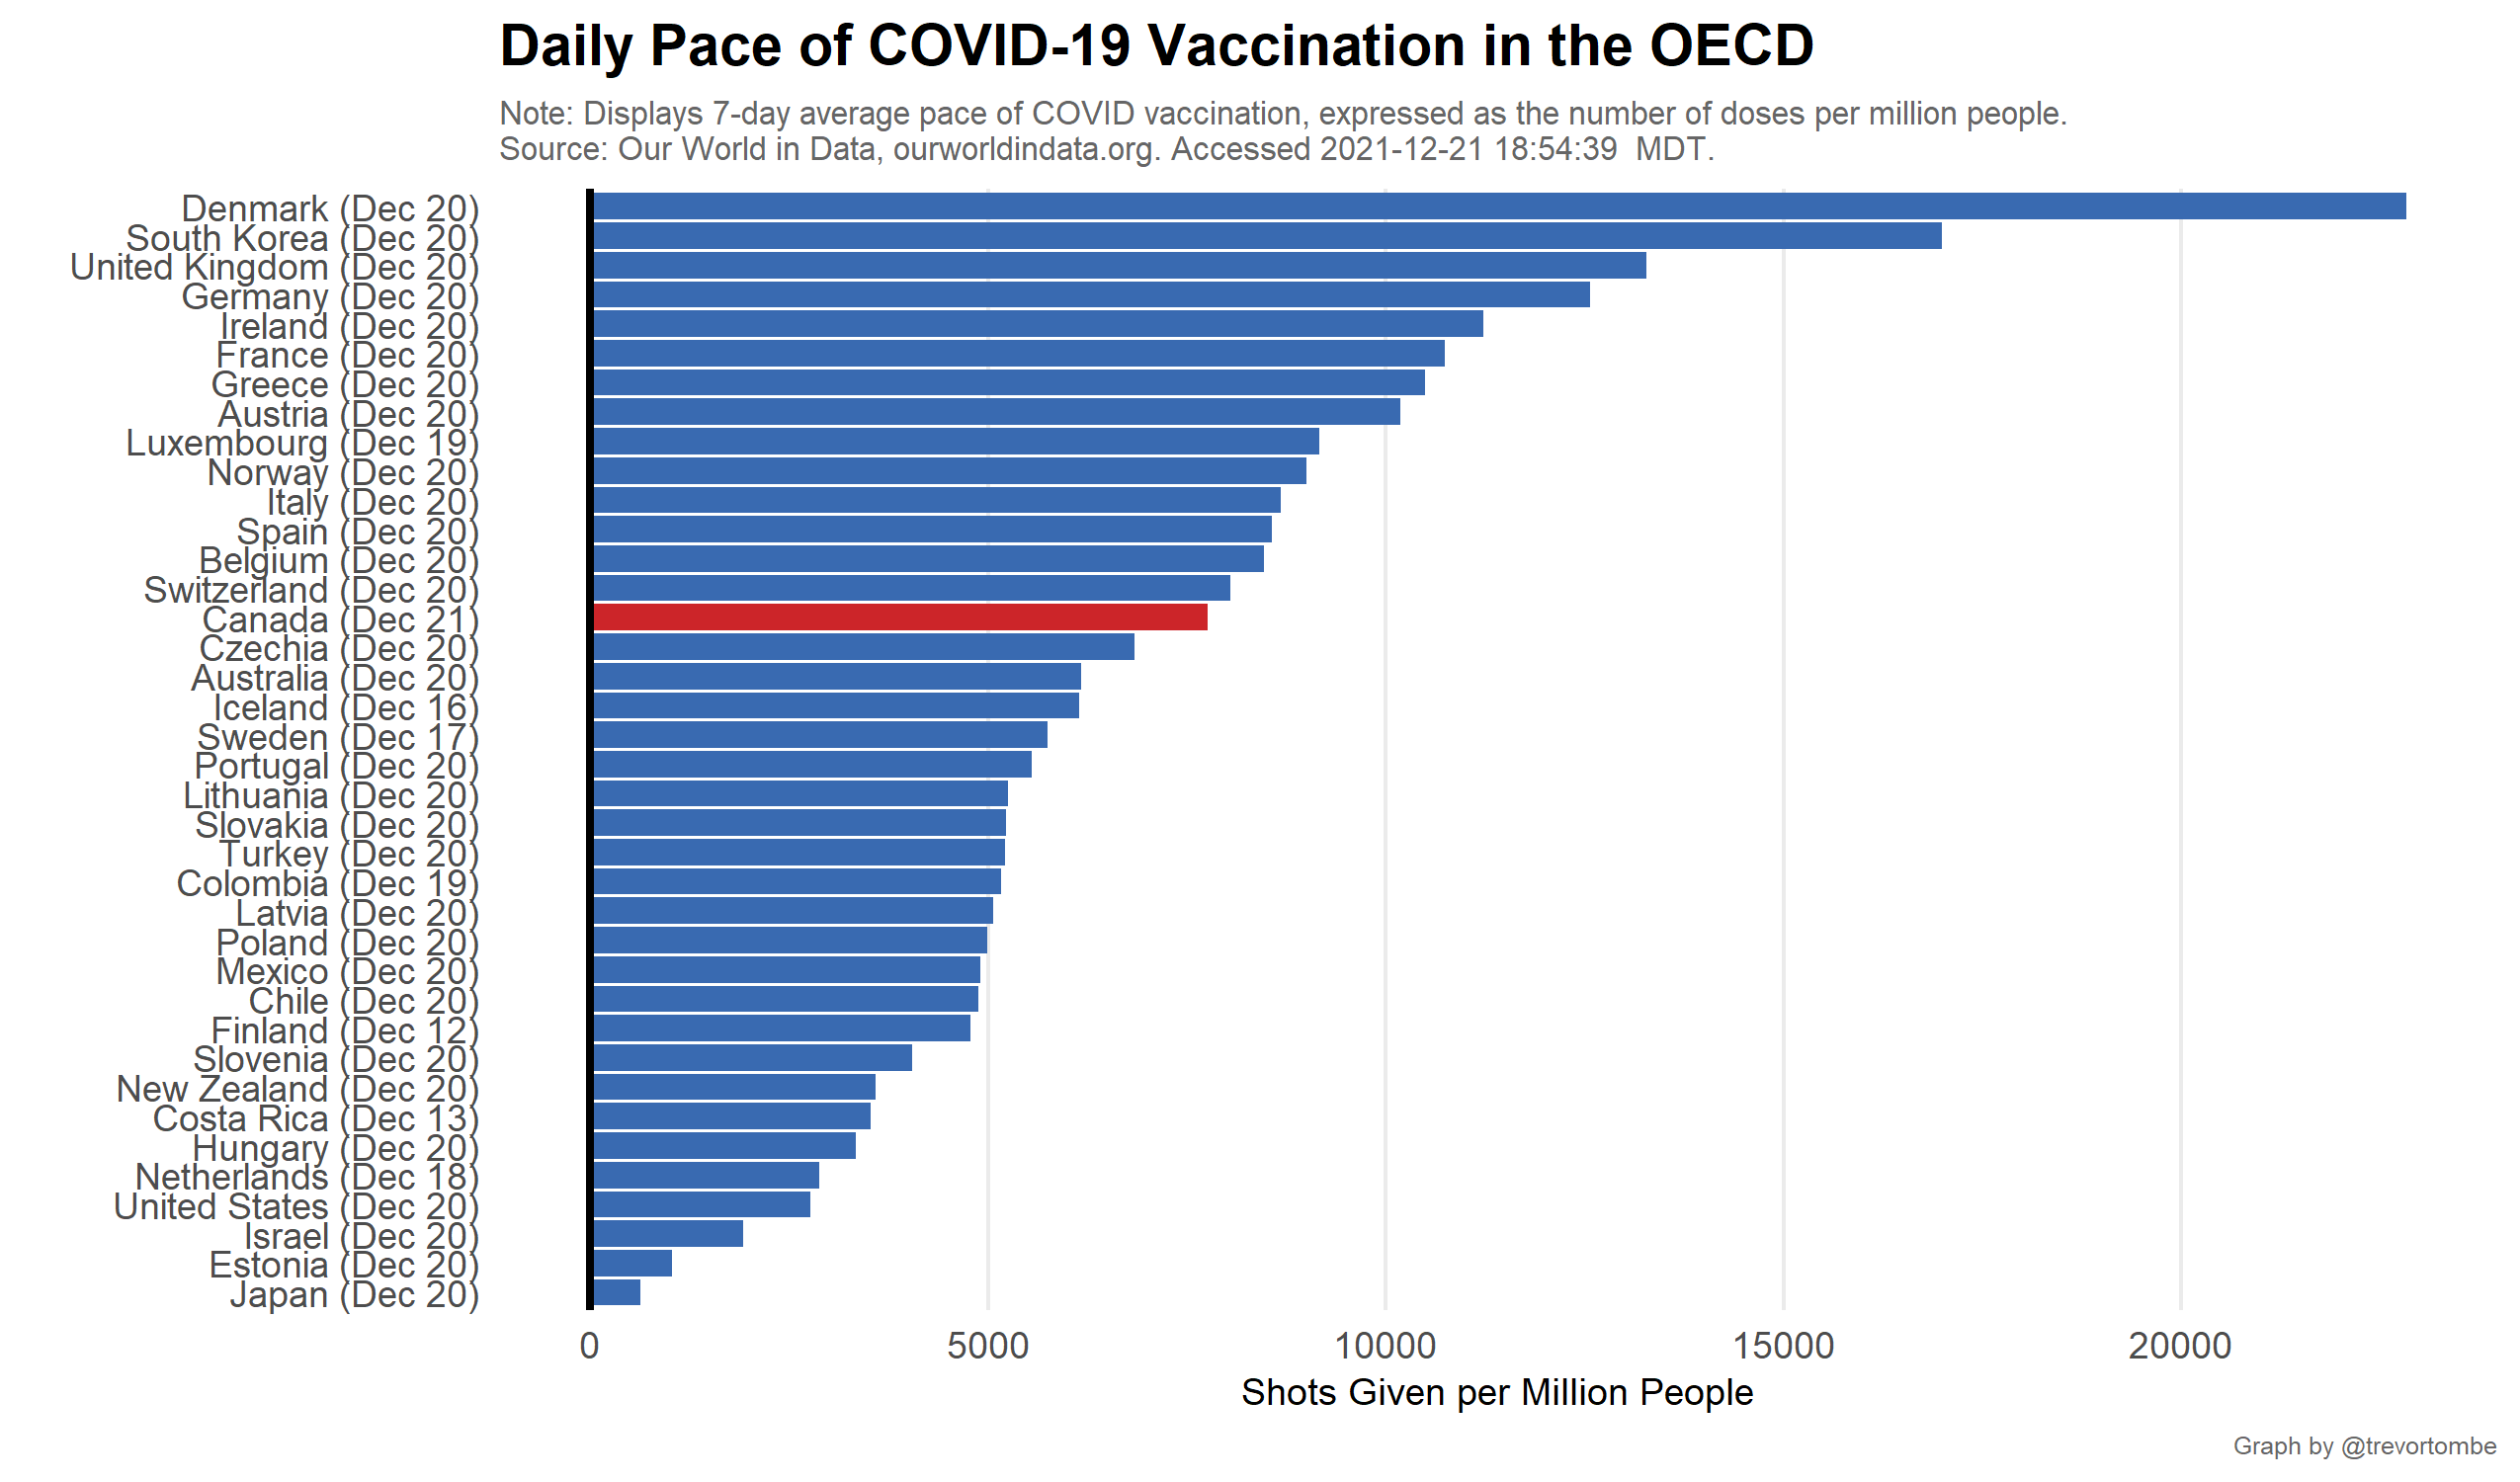 Daily Pace of COVID-19 Vaccination in the OECD
Note: Displays 7-day average pace of COVID vaccination, expressed as the number of doses per million people.
Source: Our World in Data, ourworldindata.org. Accessed 2021-12-21 18:54:39  MDT.
Denmark (Dec 20)
South Korea (Dec 20)
United Kingdom (Dec 20)
Germany (Dec 20)
Ireland (Dec 20)
France (Dec 20)
Greece (Dec 20)
Austria (Dec 20)
Luxembourg (Dec 19)
Norway (Dec 20)
Italy (Dec 20)
Spain (Dec 20)
Belgium (Dec 20)
Switzerland (Dec 20)
Canada (Dec 21)
Czechia (Dec 20)
Australia (Dec 20)
Iceland (Dec 16)
Sweden (Dec 17)
Portugal (Dec 20)
Lithuania (Dec 20)
Slovakia (Dec 20)
Turkey (Dec 20)
Colombia (Dec 19)
Latvia (Dec 20)
Poland (Dec 20)
Mexico (Dec 20)
Chile (Dec 20)
Finland (Dec 12)
Slovenia (Dec 20)
New Zealand (Dec 20)
Costa Rica (Dec 13)
Hungary (Dec 20)
Netherlands (Dec 18)
United States (Dec 20)
Israel (Dec 20)
Estonia (Dec 20)
Japan (Dec 20)
0 5000 10000 15000 20000
Shots Given per Million People
Graph by @trevortombe